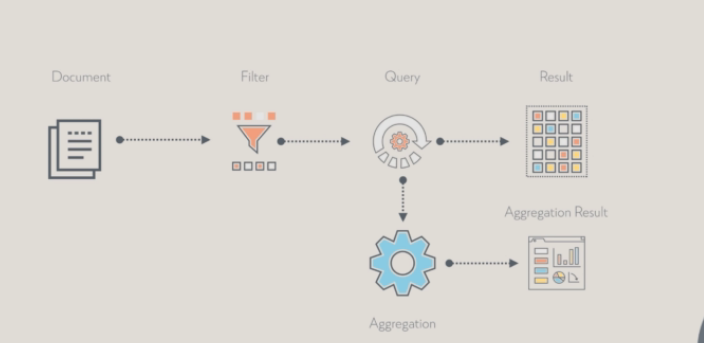 Document
Filter
Query
Result
Aggregation Result
Aggregation